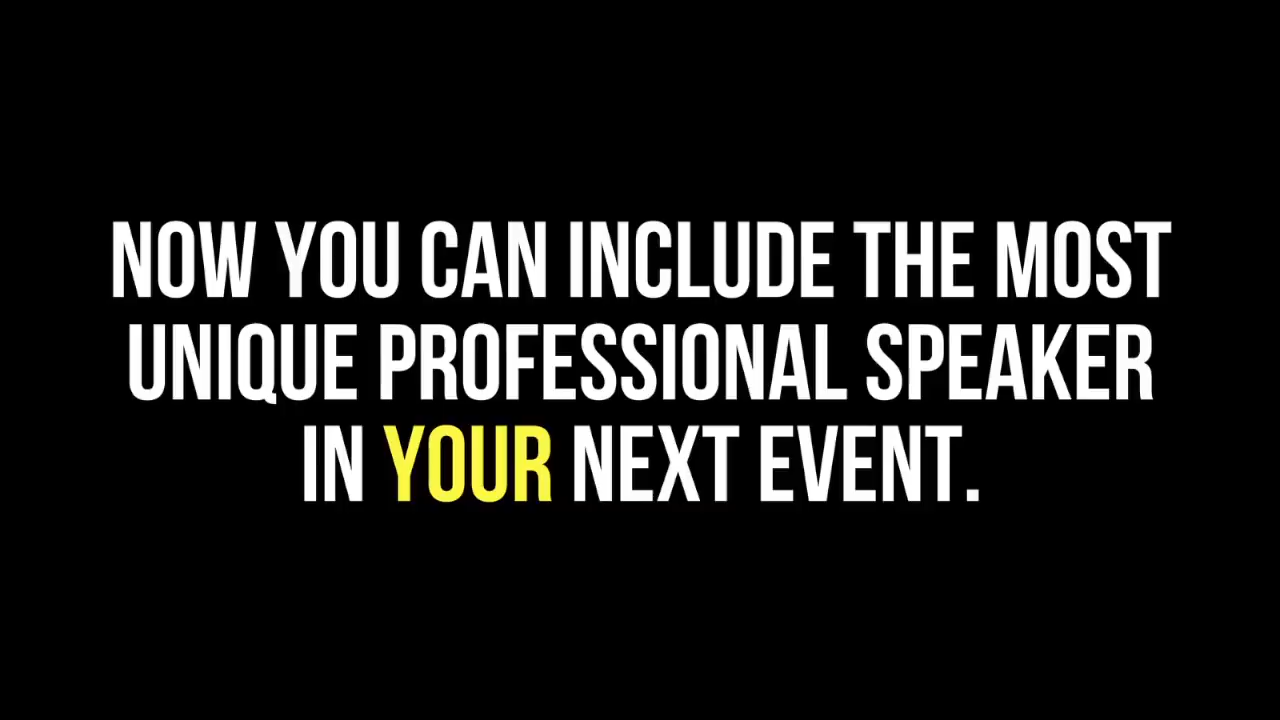 NOW YOU CAN INCLUDE THE MOST
UNIQUE PROFESSIONAL SPEAKER
IN YOUR NEXT EVENT.